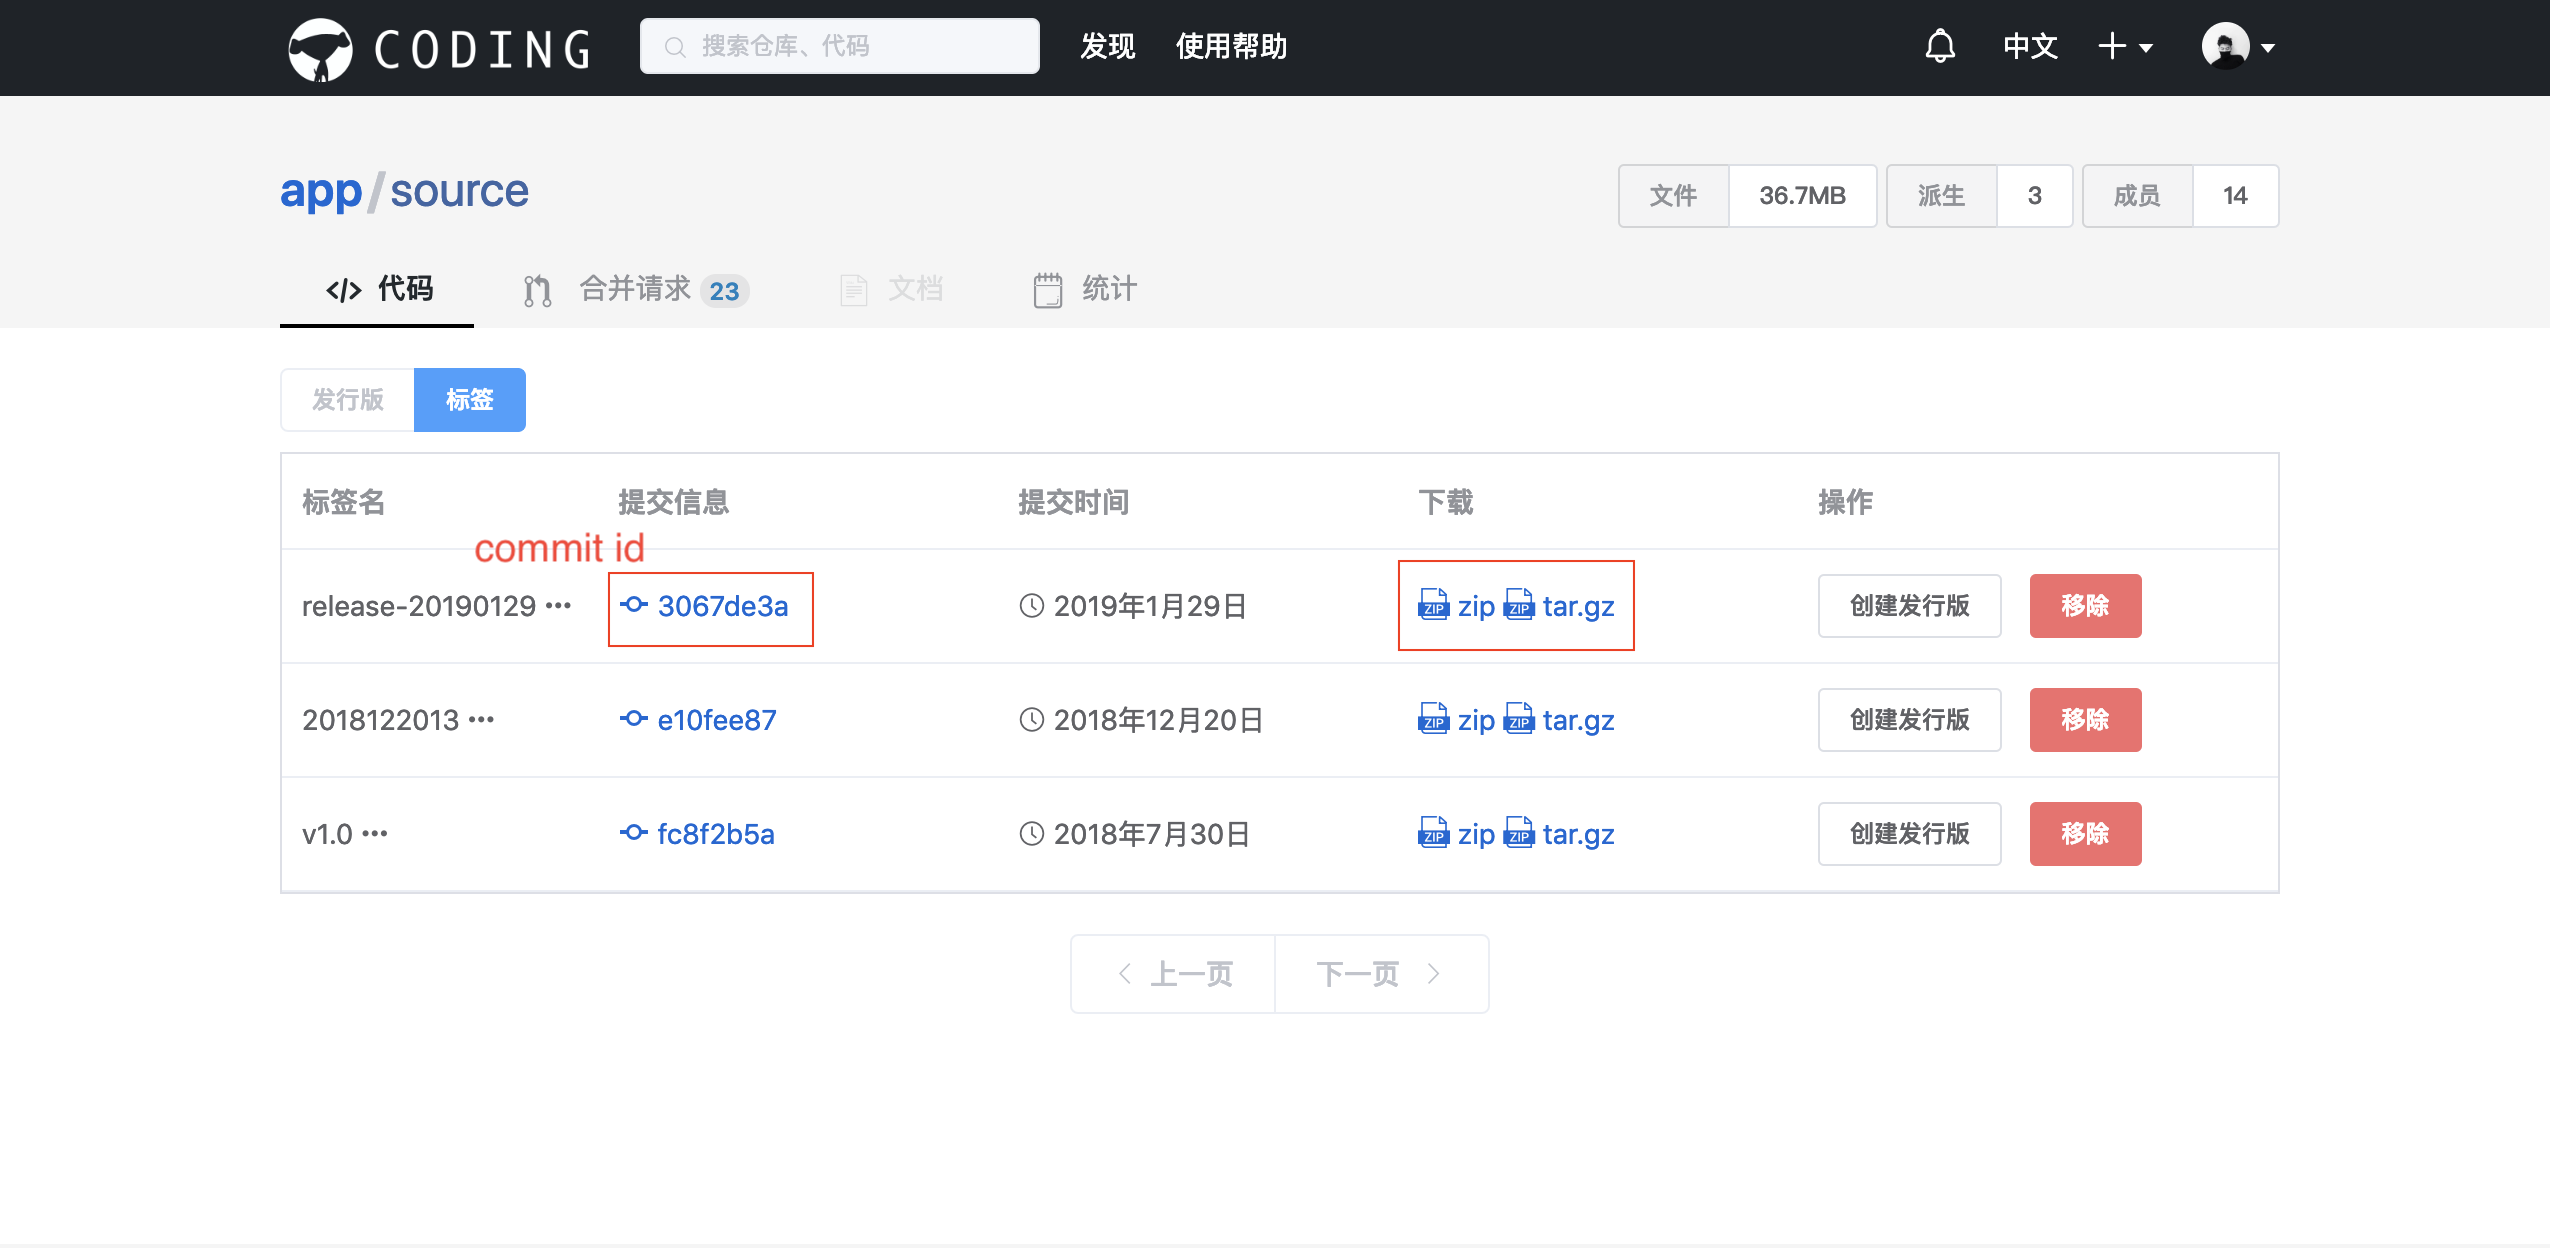 CODING 搜索仓库、代码 发现 使用帮助 中文
app/source 文件 36.7MB 派生 3 成员 14
</> 代码 合并请求 23 文档 统计
发行版 标签
标签名 提交信息 提交时间 下载 操作
commit id
release-20190129 ••• 3067de3a 2019年1月29日 ZIP zip ZIP tar.gz 创建发行版 移除
2018122013 ••• e10fee87 2018年12月20日 ZIP zip ZIP tar.gz 创建发行版 移除
v1.0 ••• fc8f2b5a 2018年7月30日 ZIP zip ZIP tar.gz 创建发行版 移除
上一页 下一页